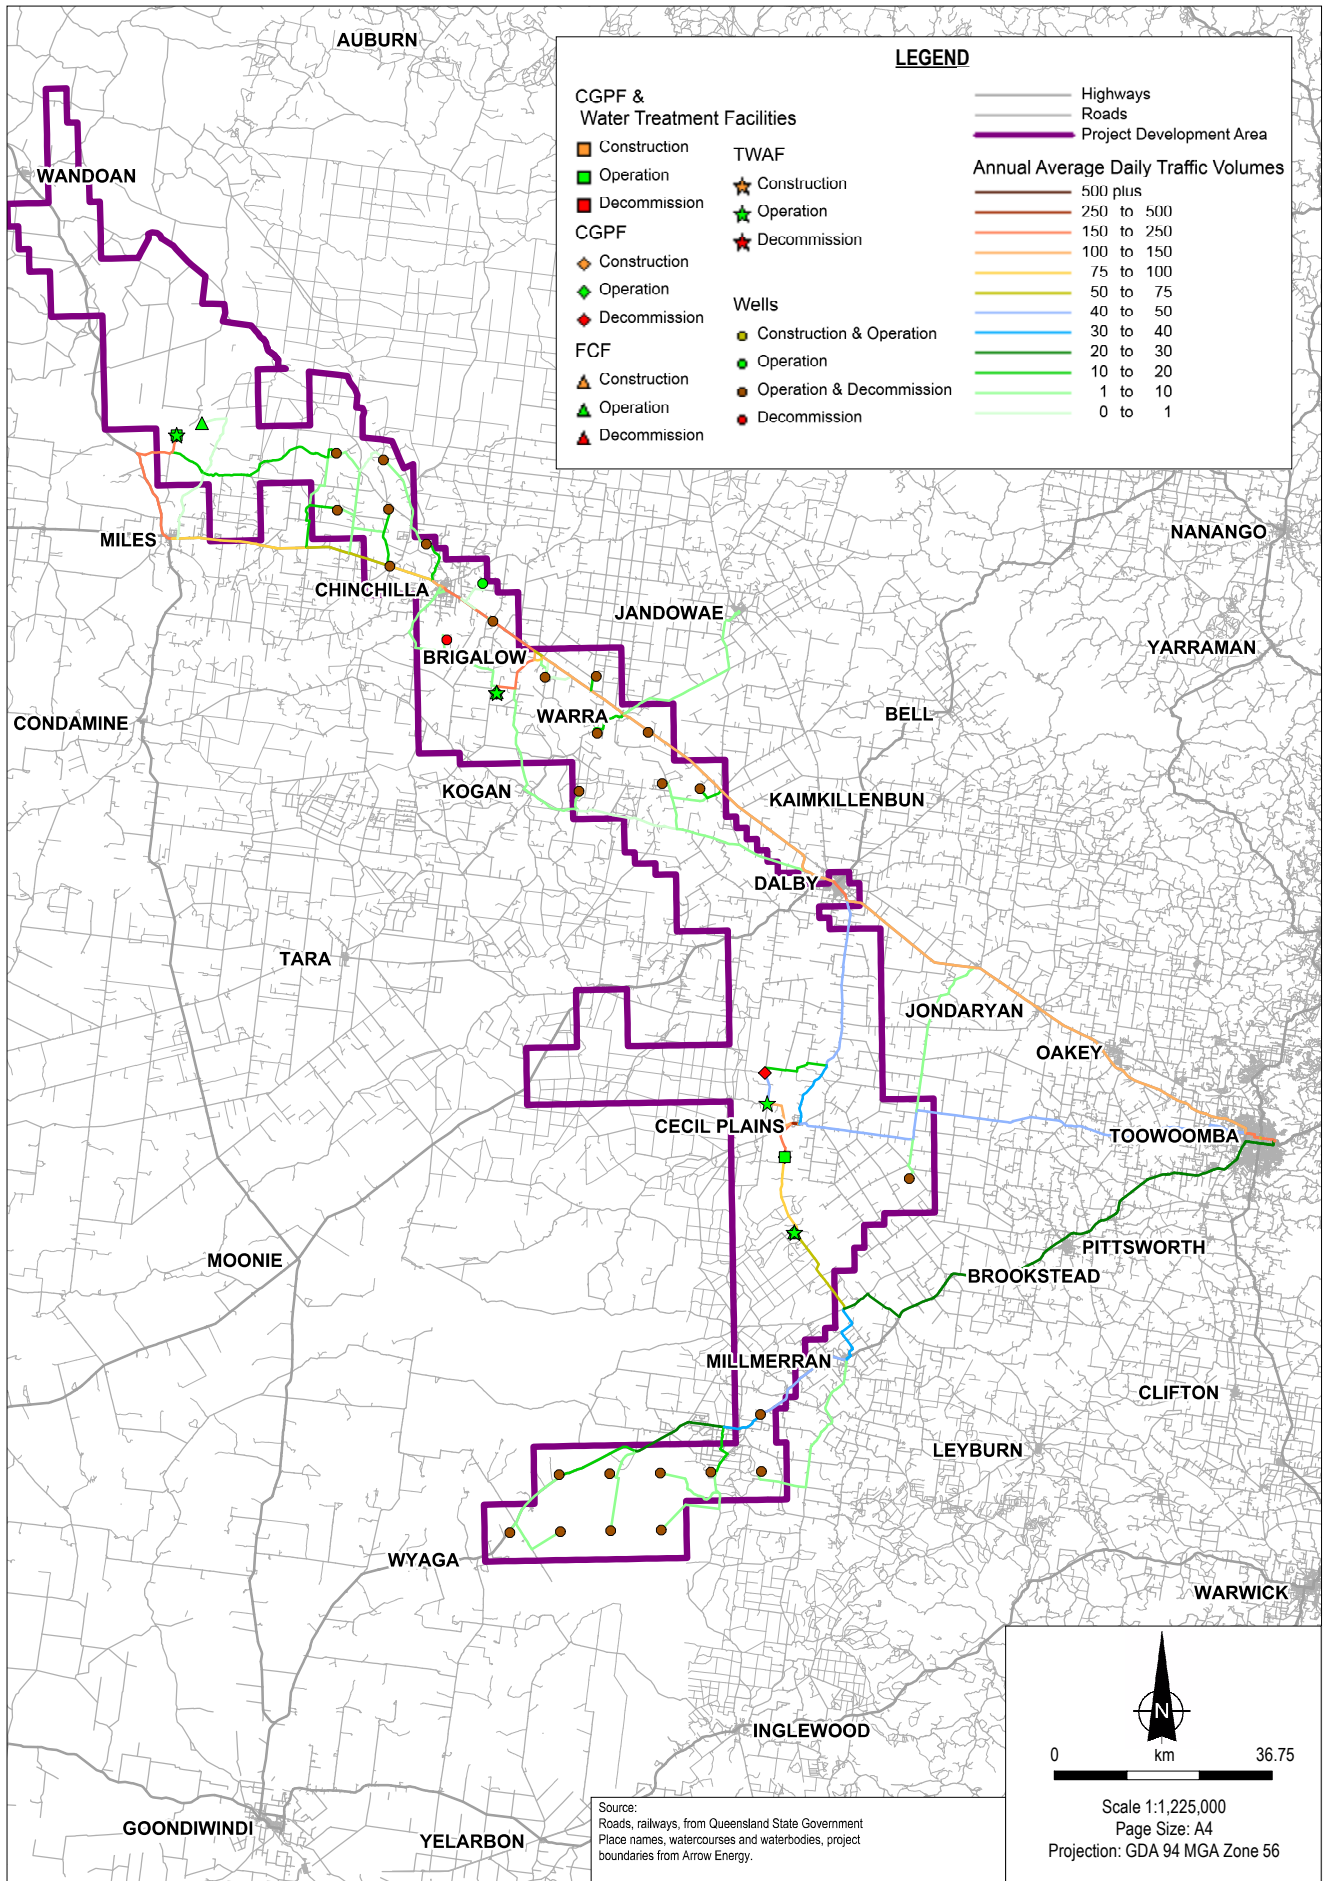 AUBURN
WANDOAN
LEGEND
CGPF &
Water Treatment Facilities
Construction
Operation
Decommission
CGPF
Construction
Operation
Decommission
FCF
Construction
Operation
Decommission
TWAF
Construction
Operation
Decommission
Wells
Construction & Operation
Operation
Operation & Decommission
Decommission
Highways
Roads
Project Development Area
Annual Average Daily Traffic Volumes
500 plus
250 to 500
150 to 250
100 to 150
75 to 100
50 to 75
40 to 50
30 to 40
20 to 30
10 to 20
1 to 10
0 to 1
MILES
NANANGO
CHINCHILLA
JANDOWAE
YARRAMAN
BRIGALOW
CONDAMINE
WARRA
BELL
KOGAN
KAIMKILLENBUN
DALBY
TARA
JONDARYAN
OAKEY
CECIL PLAINS
TOOWOOMBA
MOONIE
PITTSWORTH
BROOKSTEAD
MILLMERRAN
CLIFTON
LEYBURN
WYAGA
WARWICK
INGLEWOOD
GOONDIWINDI
YELARBON
N
0 km 36.75
Scale 1:1,225,000
Page Size: A4
Projection: GDA 94 MGA Zone 56
Source:
Roads, railways, from Queensland State Government
Place names, watercourses and waterbodies, project
boundaries from Arrow Energy.